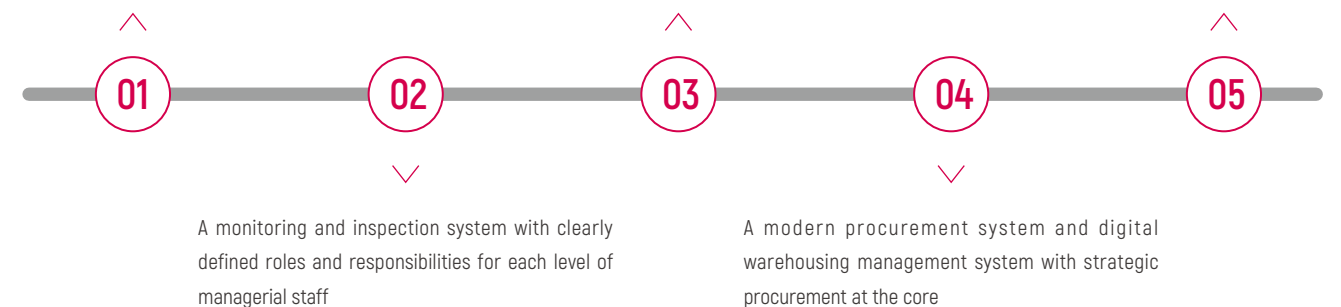 01
02
03
04
05
A monitoring and inspection system with clearly
defined roles and responsibilities for each level of
managerial staff
A modern procurement system and digital
warehousing management system with strategic
procurement at the core